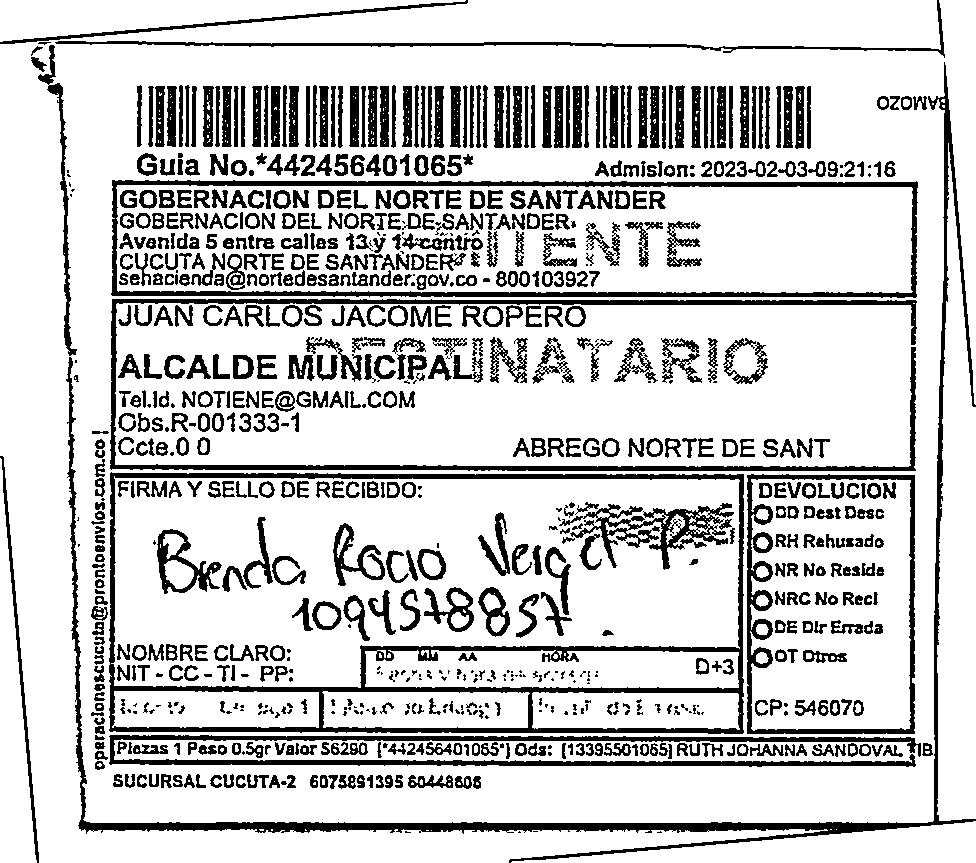 Guia No.*442456401065*
Admision: 2023-02-03-09:21:16
GOBERNACION DEL NORTE DE SANTANDER
GOBERNACION DEL NORTE DE SANTANDER
Avenida 5 entre calles 13 y 14 centro
CUCUTA NORTE DE SANTANDER
sehacienda@nortedesantander.gov.co - 800103927
JUAN CARLOS JACOME ROPERO
DESTINATARIO
ALCALDE MUNICIPAL
Tel.Id. NOTIENE@GMAIL.COM
Obs.R-001333-1
Ccte.0 0
ABREGO NORTE DE SANT
operacionescucuta@prontoenvios.com.co
FIRMA Y SELLO DE RECIBIDO:
Brenda Rocio Vergel P.
1094578857.
NOMBRE CLARO:
NIT - CC - TI - PP:
DD MM AA HORA
D+3
DEVOLUCION
DD Dest Desc
RH Rehusado
NR No Reside
NRC No Recl
DE Dir Errada
OT Otros
CP: 546070
Piezas 1 Peso 0.5gr Valor $6290 [*442456401065*] Ods: [13395501065] RUTH JOHANNA SANDOVAL TIB
SUCURSAL CUCUTA-2 6075891395 60448606